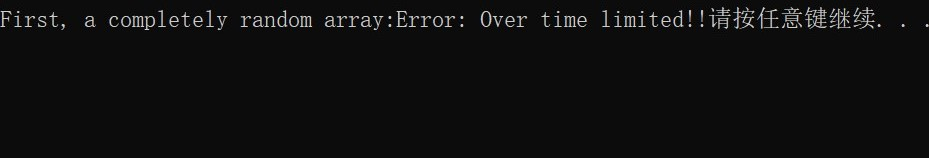 First, a completely random array:Error: Over time limited!!请按任意键继续. . .